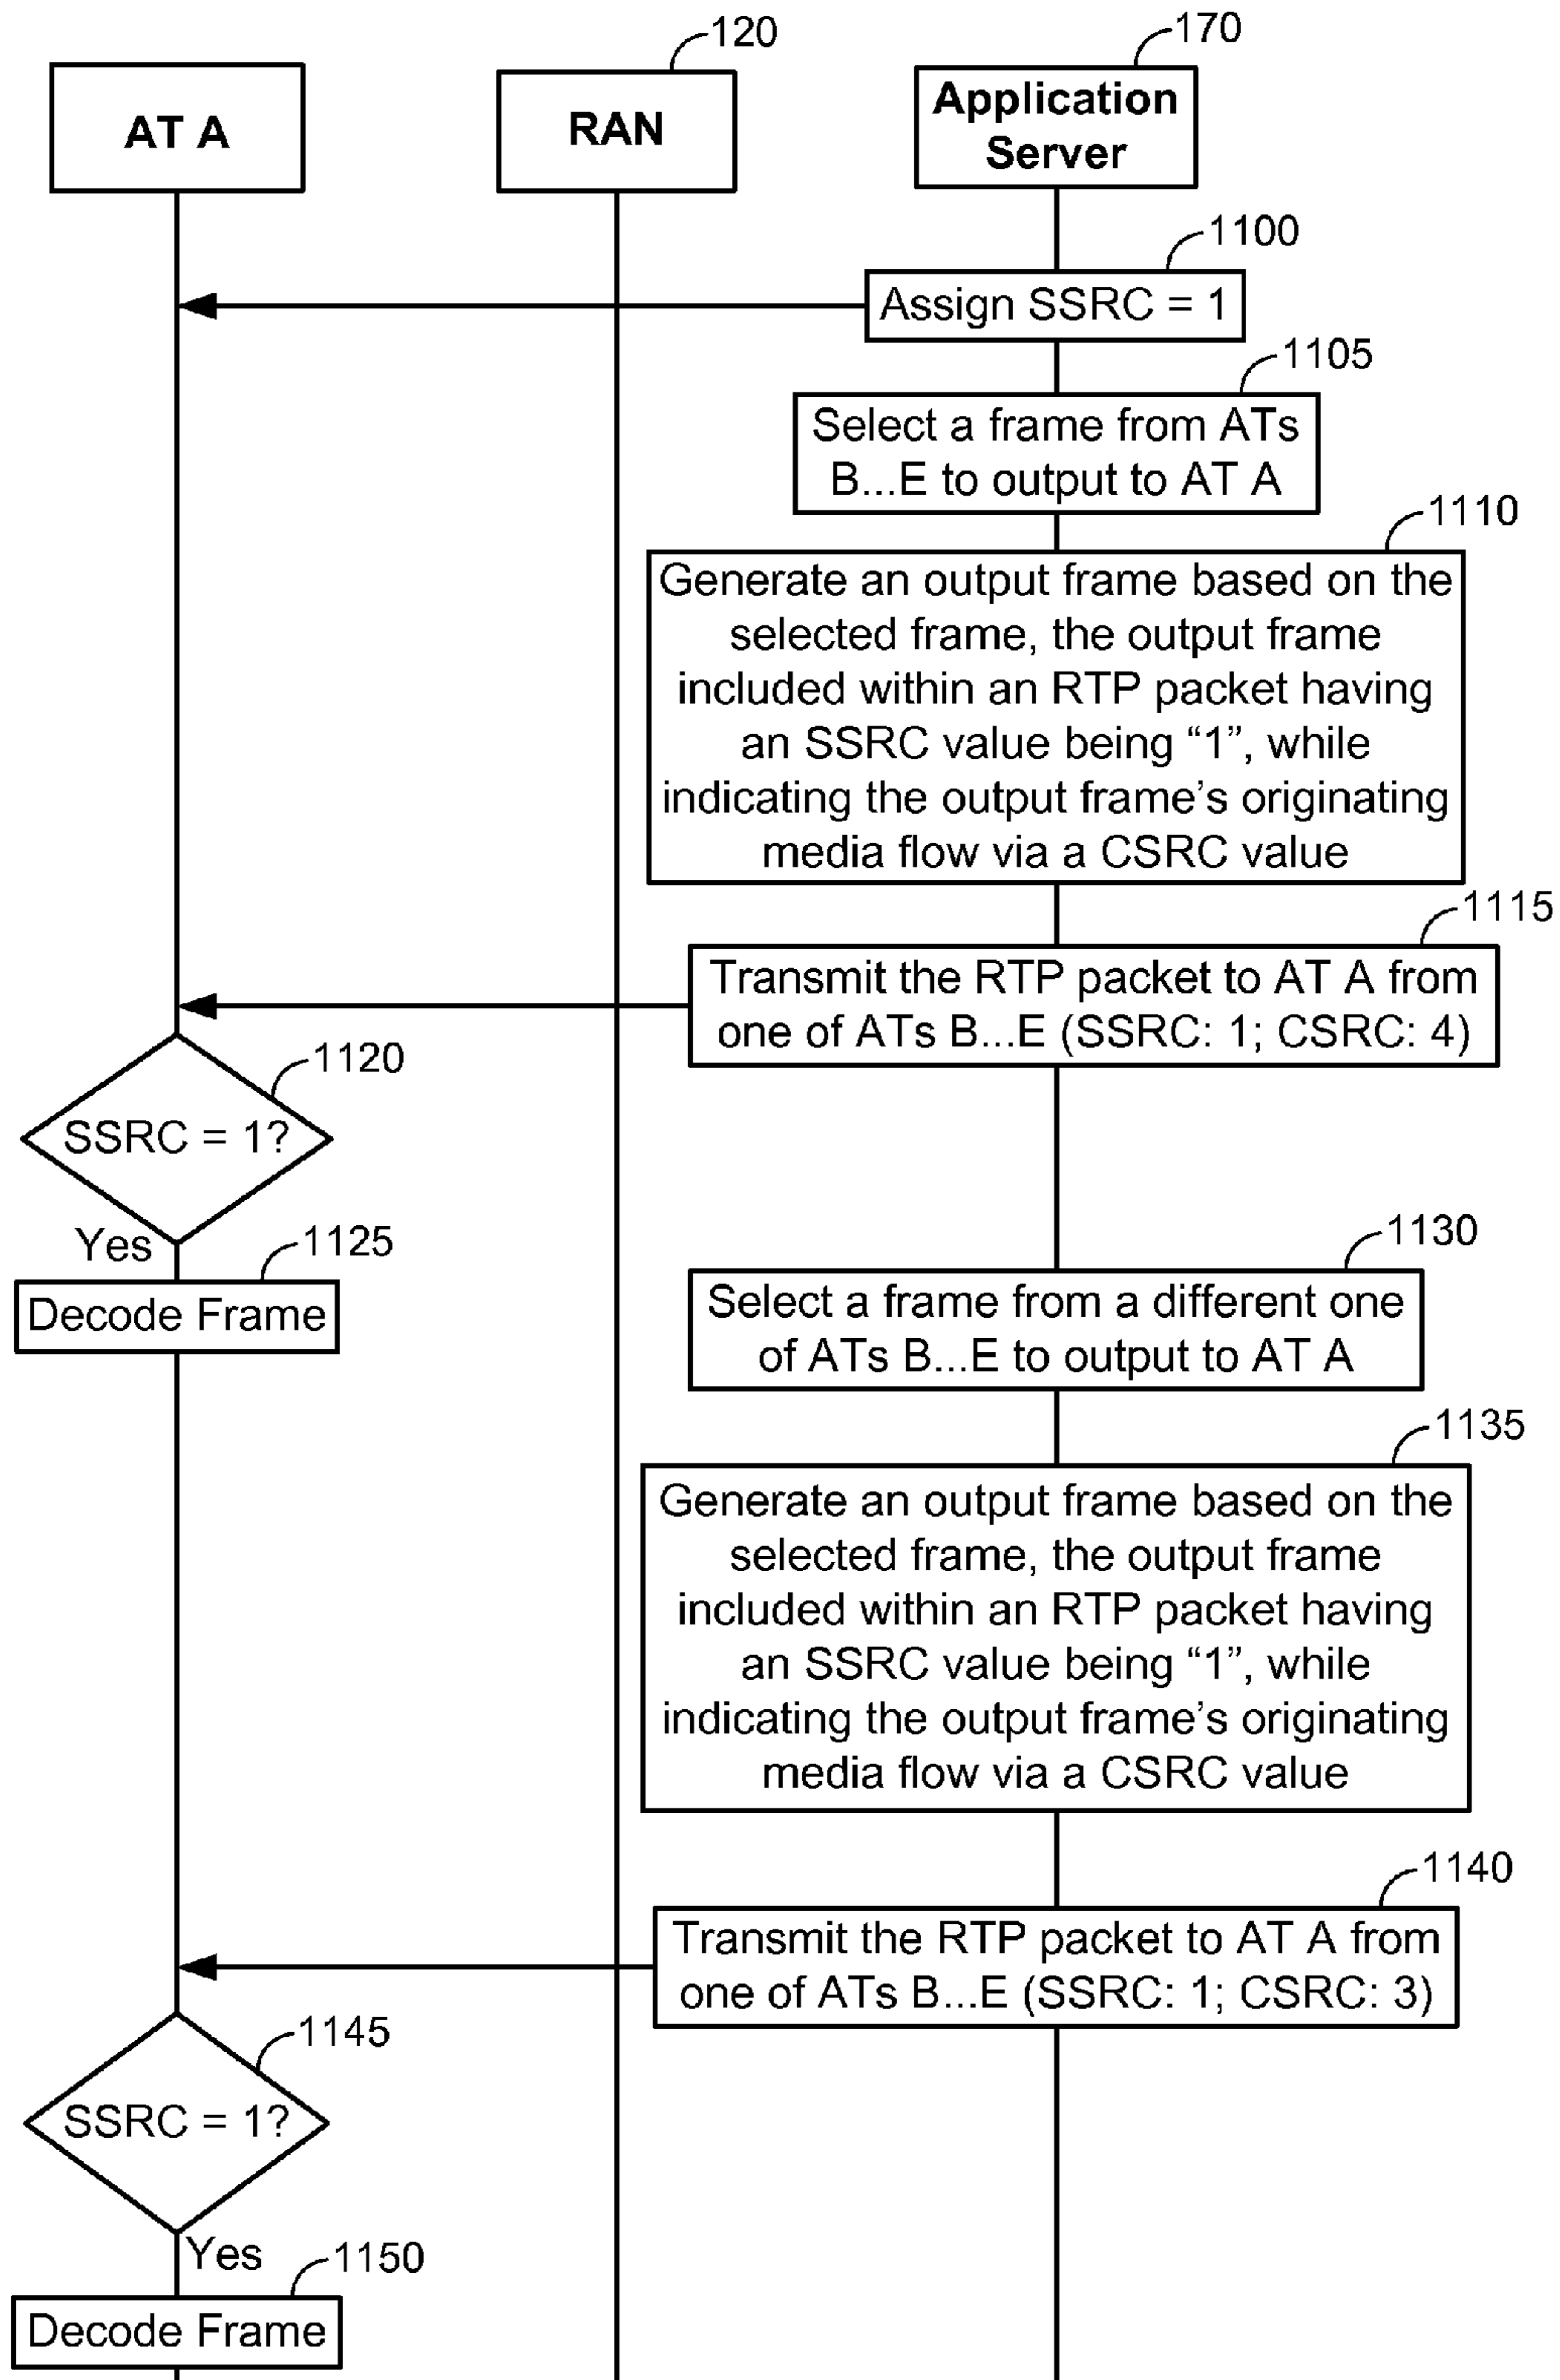 120
170
AT A
RAN
Application
Server
1100
Assign SSRC = 1
1105
Select a frame from ATs
B...E to output to AT A
1110
Generate an output frame based on the
selected frame, the output frame
included within an RTP packet having
an SSRC value being “1”, while
indicating the output frame’s originating
media flow via a CSRC value
1115
Transmit the RTP packet to AT A from
one of ATs B...E (SSRC: 1; CSRC: 4)
1120
SSRC = 1?
Yes
1125
Decode Frame
1130
Select a frame from a different one
of ATs B...E to output to AT A
1135
Generate an output frame based on the
selected frame, the output frame
included within an RTP packet having
an SSRC value being “1”, while
indicating the output frame’s originating
media flow via a CSRC value
1140
Transmit the RTP packet to AT A from
one of ATs B...E (SSRC: 1; CSRC: 3)
1145
SSRC = 1?
Yes
1150
Decode Frame